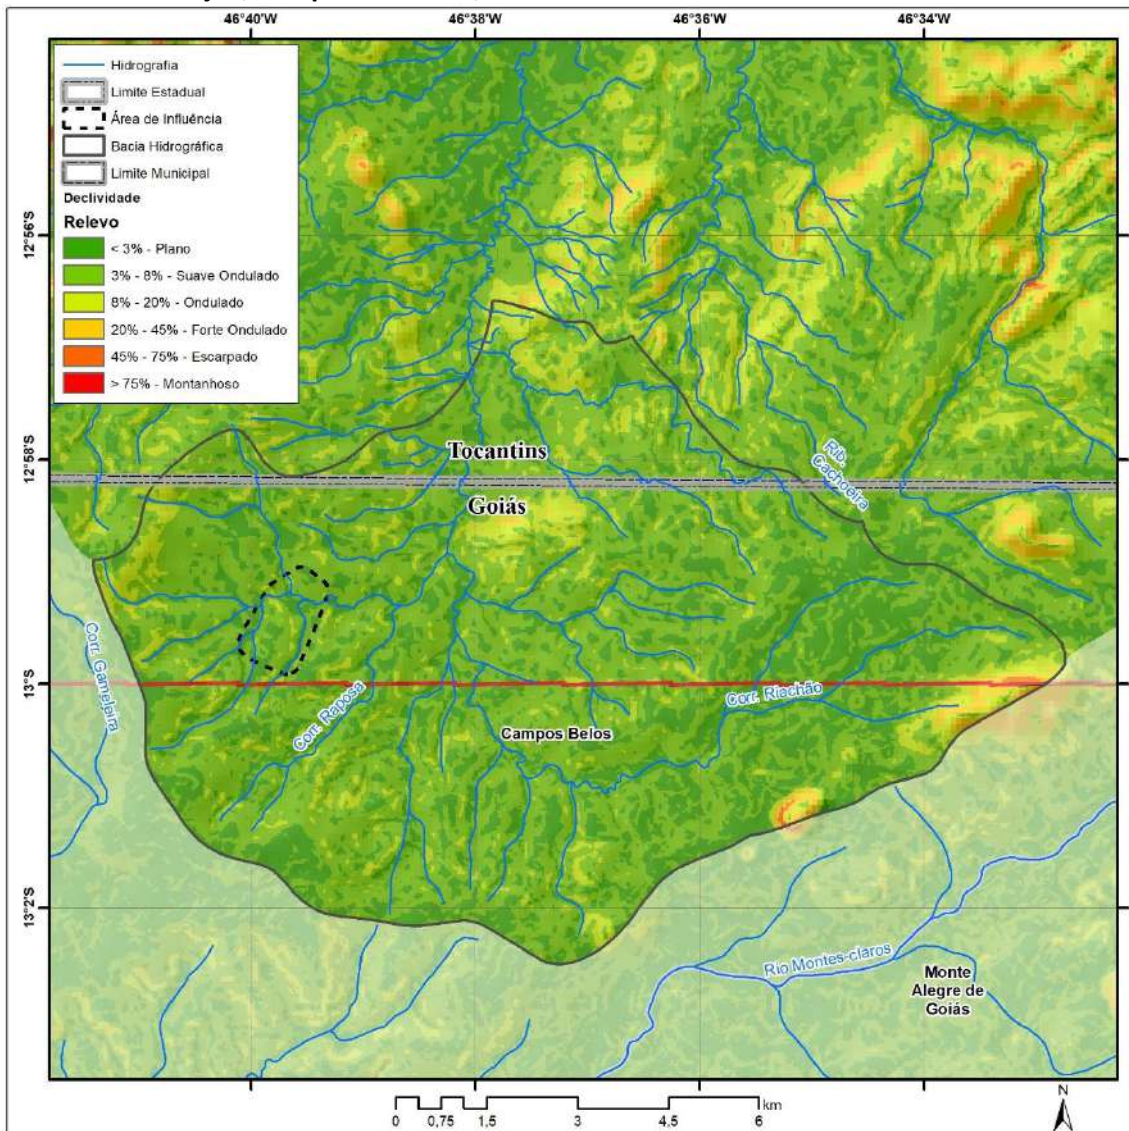 46°40'W
46°38'W
46°36'W
46°34'W
Hidrografia
Limite Estadual
Área de Influência
Bacia Hidrográfica
Limite Municipal
Declividade
Relevo
< 3% - Plano
3% - 8% - Suave Ondulado
8% - 20% - Ondulado
20% - 45% - Forte Ondulado
45% - 75% - Escarpado
> 75% - Montanhoso
12°56'S
12°58'S
13°S
13°2'S
Tocantins
Goiás
Rib. Cachoeira
Corr. Gameleira
Corr. Raposa
Corr. Riachão
Campos Belos
Rio Montes-claros
Monte
Alegre de
Goiás
0 0,75 1,5 3 4,5 6 km
N